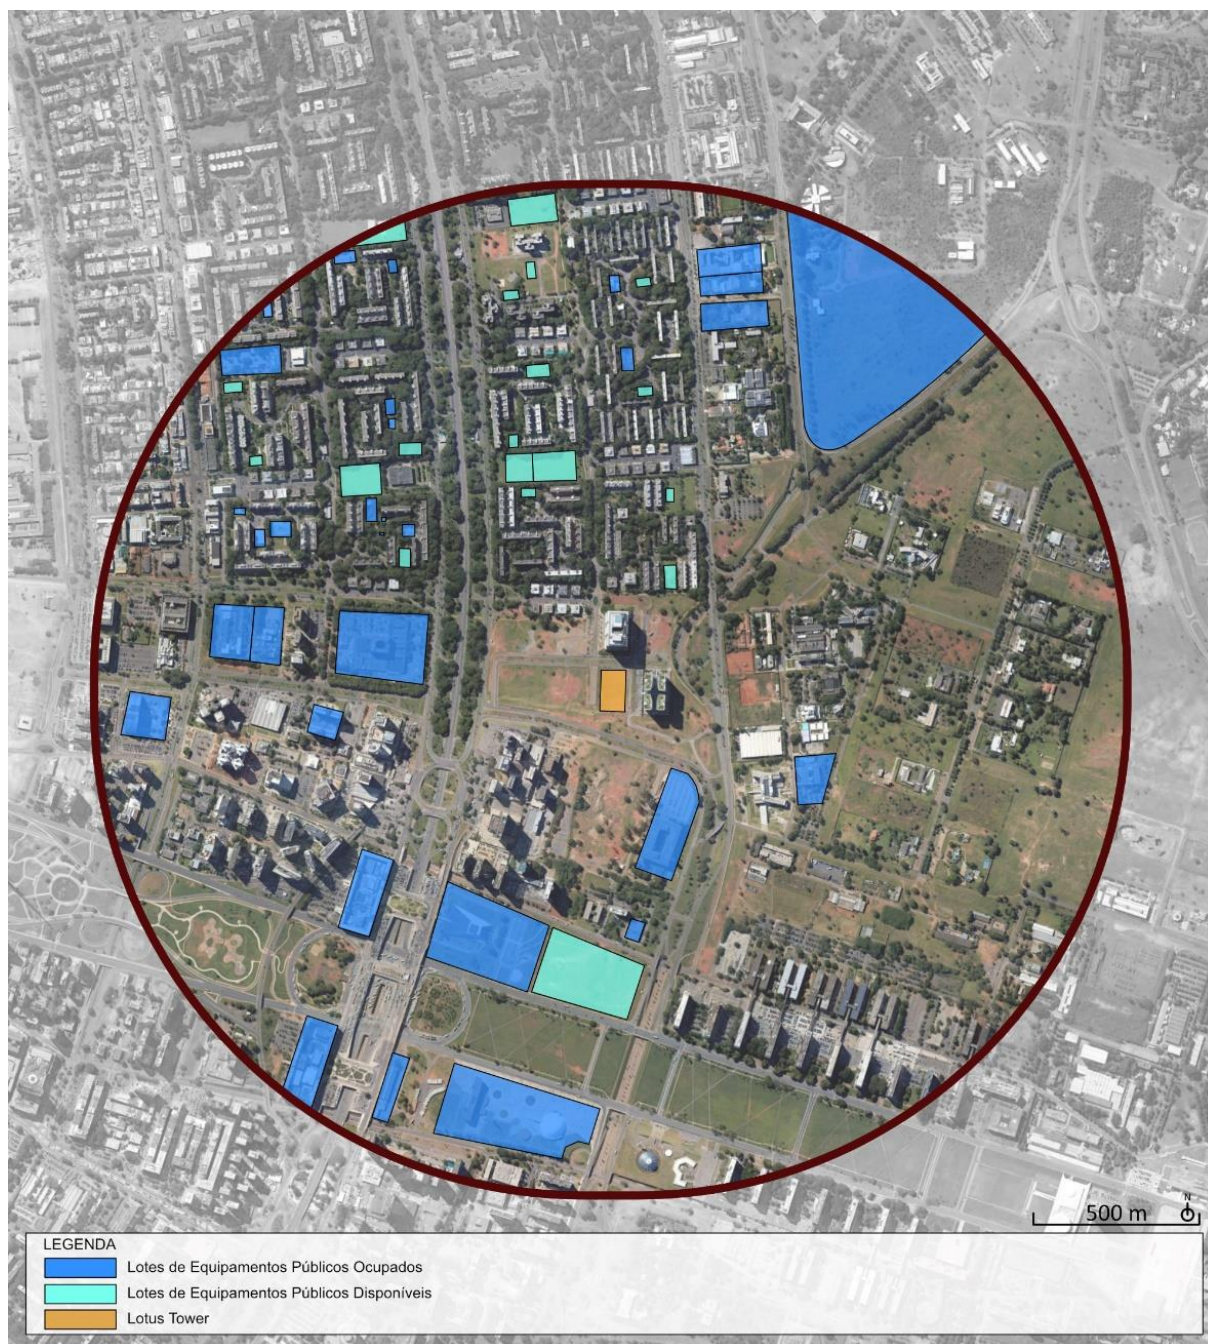 N
500 m
LEGENDA
Lotes de Equipamentos Públicos Ocupados
Lotes de Equipamentos Públicos Disponíveis
Lotus Tower